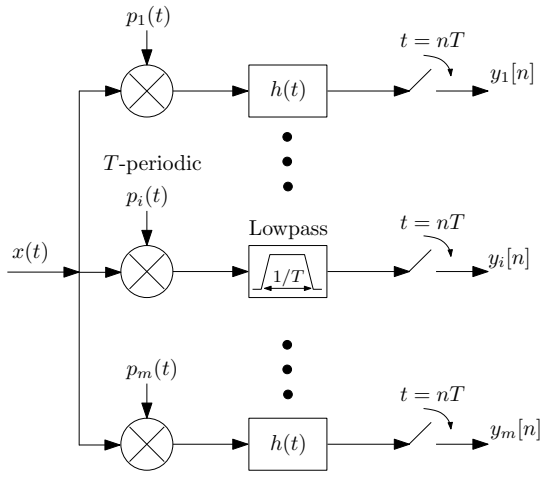 p₁(t)
t = nT
h(t)
y₁[n]
T-periodic
pᵢ(t)
Lowpass
t = nT
x(t)
1/T
yᵢ[n]
pₘ(t)
t = nT
h(t)
yₘ[n]